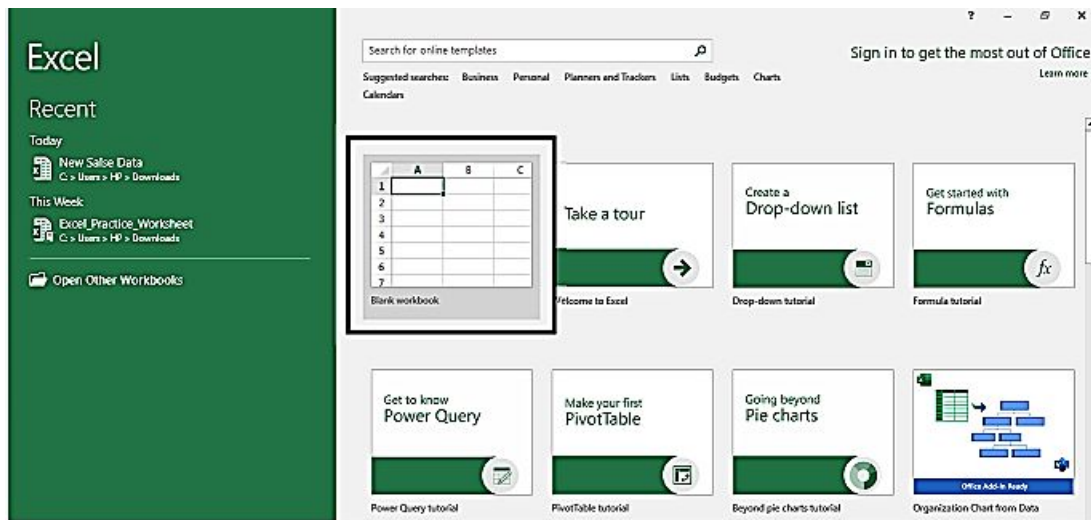 Excel
Recent
Today
New Salse Data
C: » Users » HP » Downloads
This Week
Excel_Practice_Worksheet
C: » Users » HP » Downloads
Open Other Workbooks
?
Search for online templates
Suggested searches: Business Personal Planners and Trackers Lists Budgets Charts
Calendars
Sign in to get the most out of Office
Learn more
A B C
1
2
3
4
5
6
7
Blank workbook
Take a tour
Welcome to Excel
Create a
Drop-down list
Drop-down tutorial
Get started with
Formulas
fx
Formula tutorial
Get to know
Power Query
Power Query tutorial
Make your first
PivotTable
PivotTable tutorial
Going beyond
Pie charts
Beyond pie charts tutorial
Office Add-in Ready
Organization Chart from Data